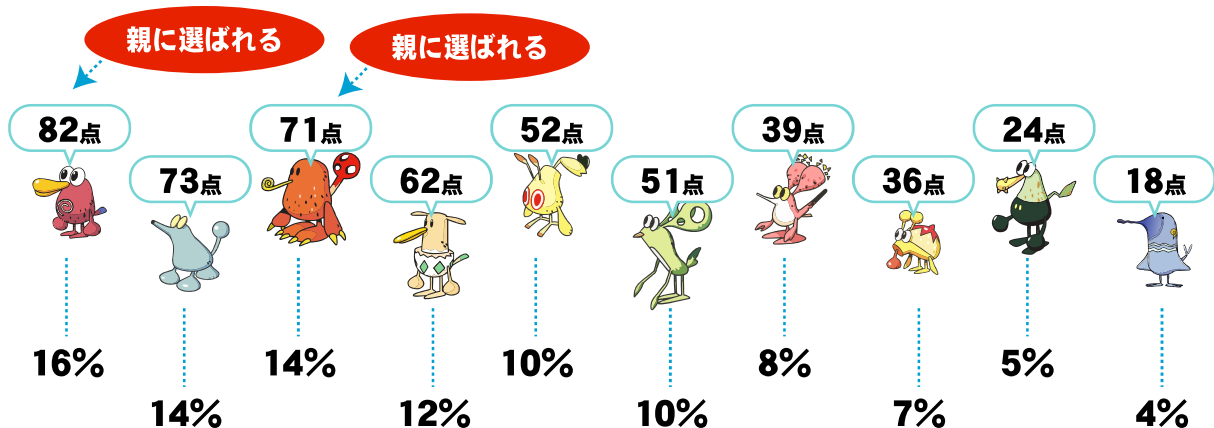 親に選ばれる
親に選ばれる
82点
73点
71点
62点
52点
51点
39点
36点
24点
18点
16%
14%
14%
12%
10%
10%
8%
7%
5%
4%